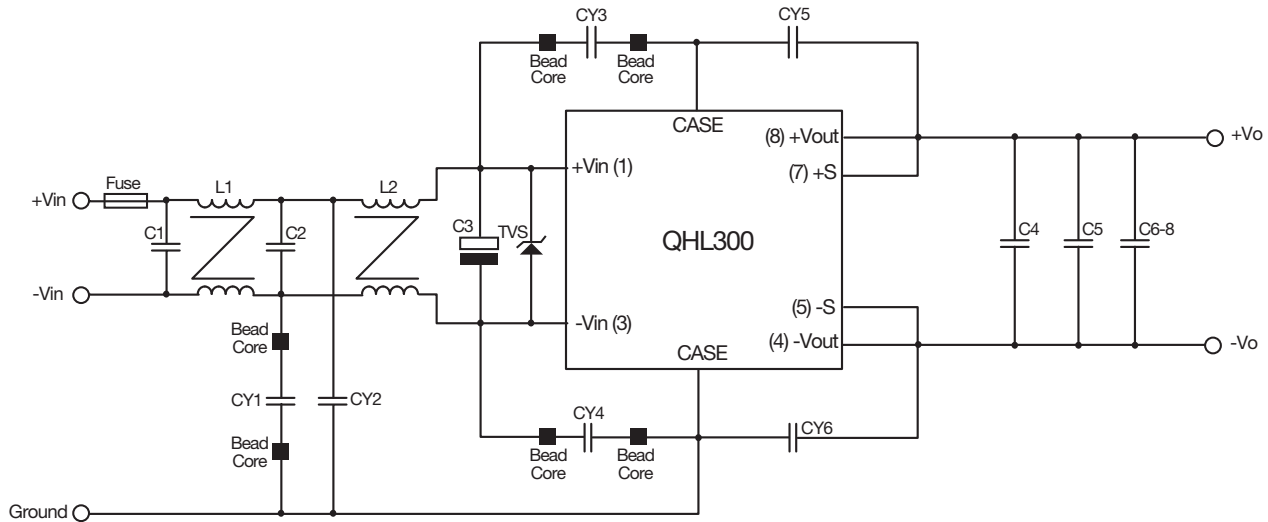 CY3
CY5
Bead
Core
Bead
Core
CASE
(8) +Vout
+Vo
+Vin (1)
(7) +S
Fuse
L1
L2
+Vin
C1
C2
C3
TVS
QHL300
C4
C5
C6-8
-Vin
(5) -S
Bead
Core
-Vin (3)
(4) -Vout
-Vo
CASE
CY1
CY2
CY4
CY6
Bead
Core
Bead
Core
Bead
Core
Ground